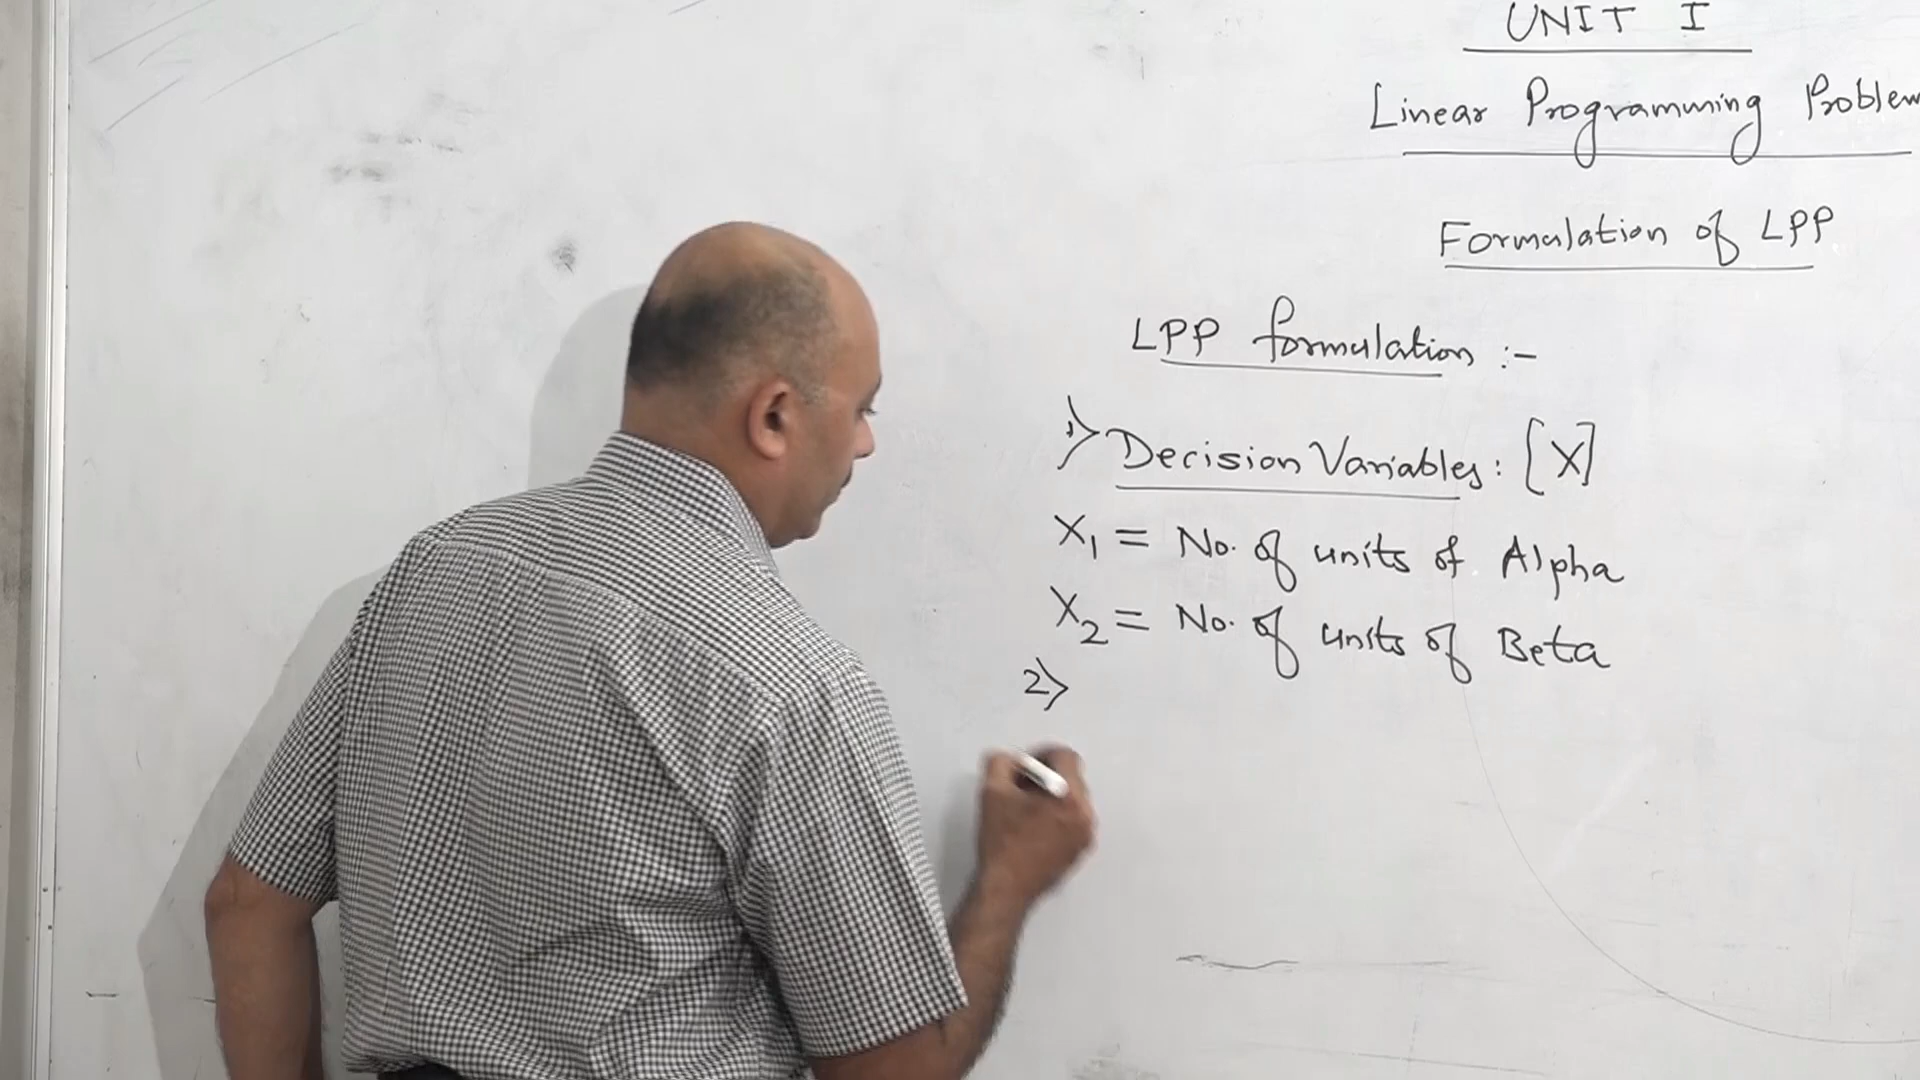 UNIT I
Linear Programming Problem
Formulation of LPP
LPP formulation :-
1) Decision Variables : [X]
X1 = No. of units of Alpha
X2 = No. of units of Beta
2)